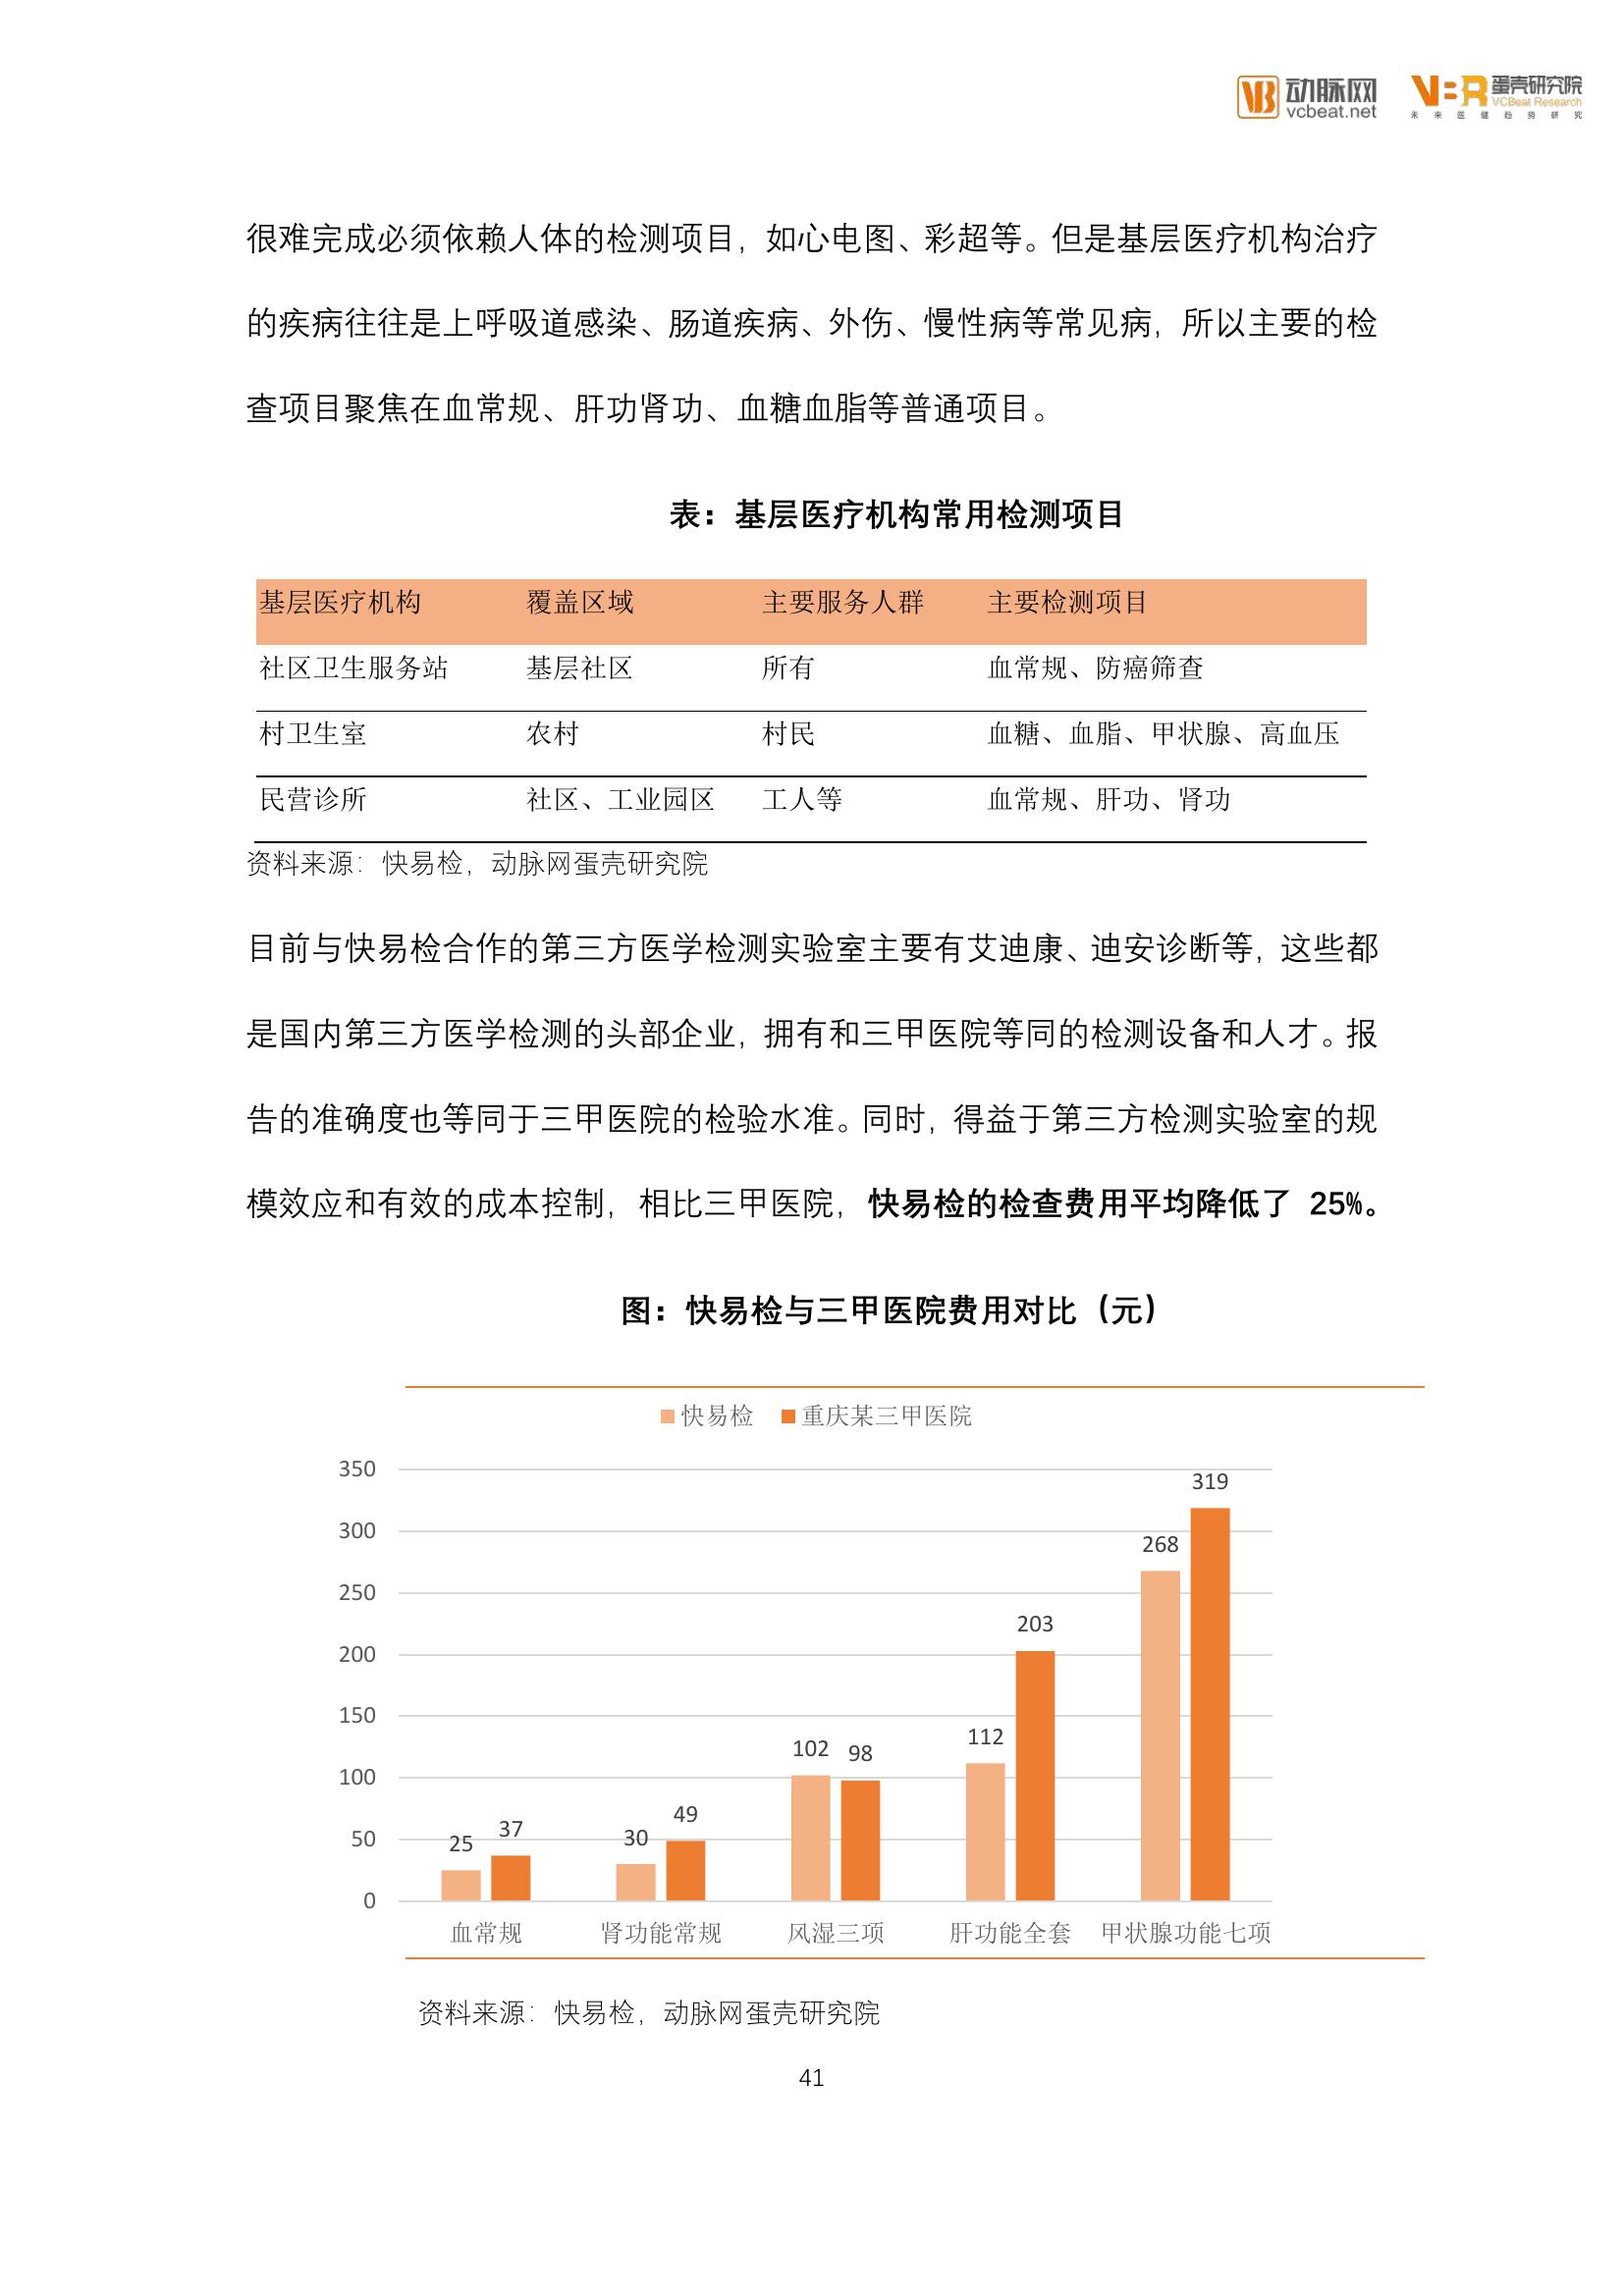 动脉网
vcbeat.net
VBR 蛋壳研究院
VCBeat Research
未来医健趋势研究
很难完成必须依赖人体的检测项目，如心电图、彩超等。但是基层医疗机构治疗
的疾病往往是上呼吸道感染、肠道疾病、外伤、慢性病等常见病，所以主要的检
查项目聚焦在血常规、肝功肾功、血糖血脂等普通项目。
表：基层医疗机构常用检测项目
基层医疗机构 覆盖区域 主要服务人群 主要检测项目
社区卫生服务站 基层社区 所有 血常规、防癌筛查
村卫生室 农村 村民 血糖、血脂、甲状腺、高血压
民营诊所 社区、工业园区 工人等 血常规、肝功、肾功
资料来源：快易检，动脉网蛋壳研究院
目前与快易检合作的第三方医学检测实验室主要有艾迪康、迪安诊断等，这些都
是国内第三方医学检测的头部企业，拥有和三甲医院等同的检测设备和人才。报
告的准确度也等同于三甲医院的检验水准。同时，得益于第三方检测实验室的规
模效应和有效的成本控制，相比三甲医院，快易检的检查费用平均降低了 25%。
图：快易检与三甲医院费用对比（元）
快易检 重庆某三甲医院
350
300
250
200
150
100
50
0
25 37
30 49
102 98
112 203
268 319
血常规 肾功能常规 风湿三项 肝功能全套 甲状腺功能七项
资料来源：快易检，动脉网蛋壳研究院
41